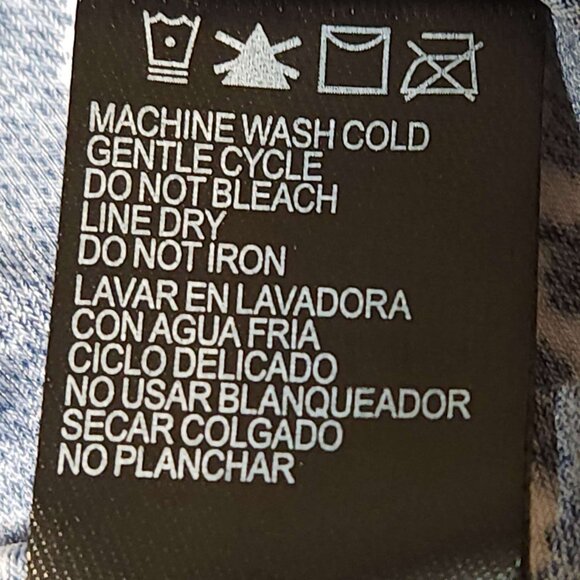 MACHINE WASH COLD
GENTLE CYCLE
DO NOT BLEACH
LINE DRY
DO NOT IRON
LAVAR EN LAVADORA
CON AGUA FRIA
CICLO DELICADO
NO USAR BLANQUEADOR
SECAR COLGADO
NO PLANCHAR